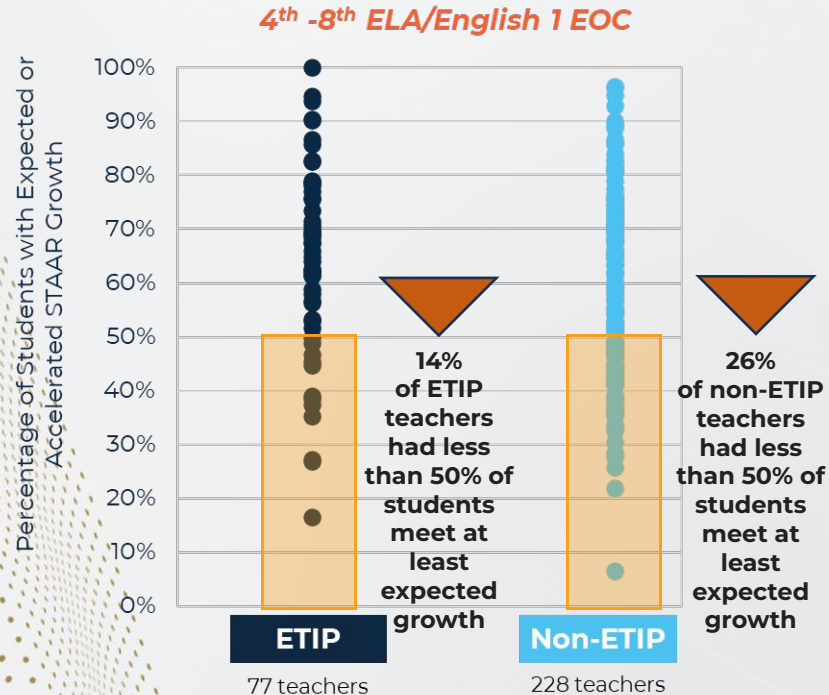 4th -8th ELA/English 1 EOC
Percentage of Students with Expected or
Accelerated STAAR Growth
100%
90%
80%
70%
60%
50%
40%
30%
20%
10%
0%
14%
of ETIP
teachers
had less
than 50% of
students
meet at
least
expected
growth
26%
of non-ETIP
teachers
had less
than 50% of
students
meet at
least
expected
growth
ETIP
Non-ETIP
77 teachers
228 teachers